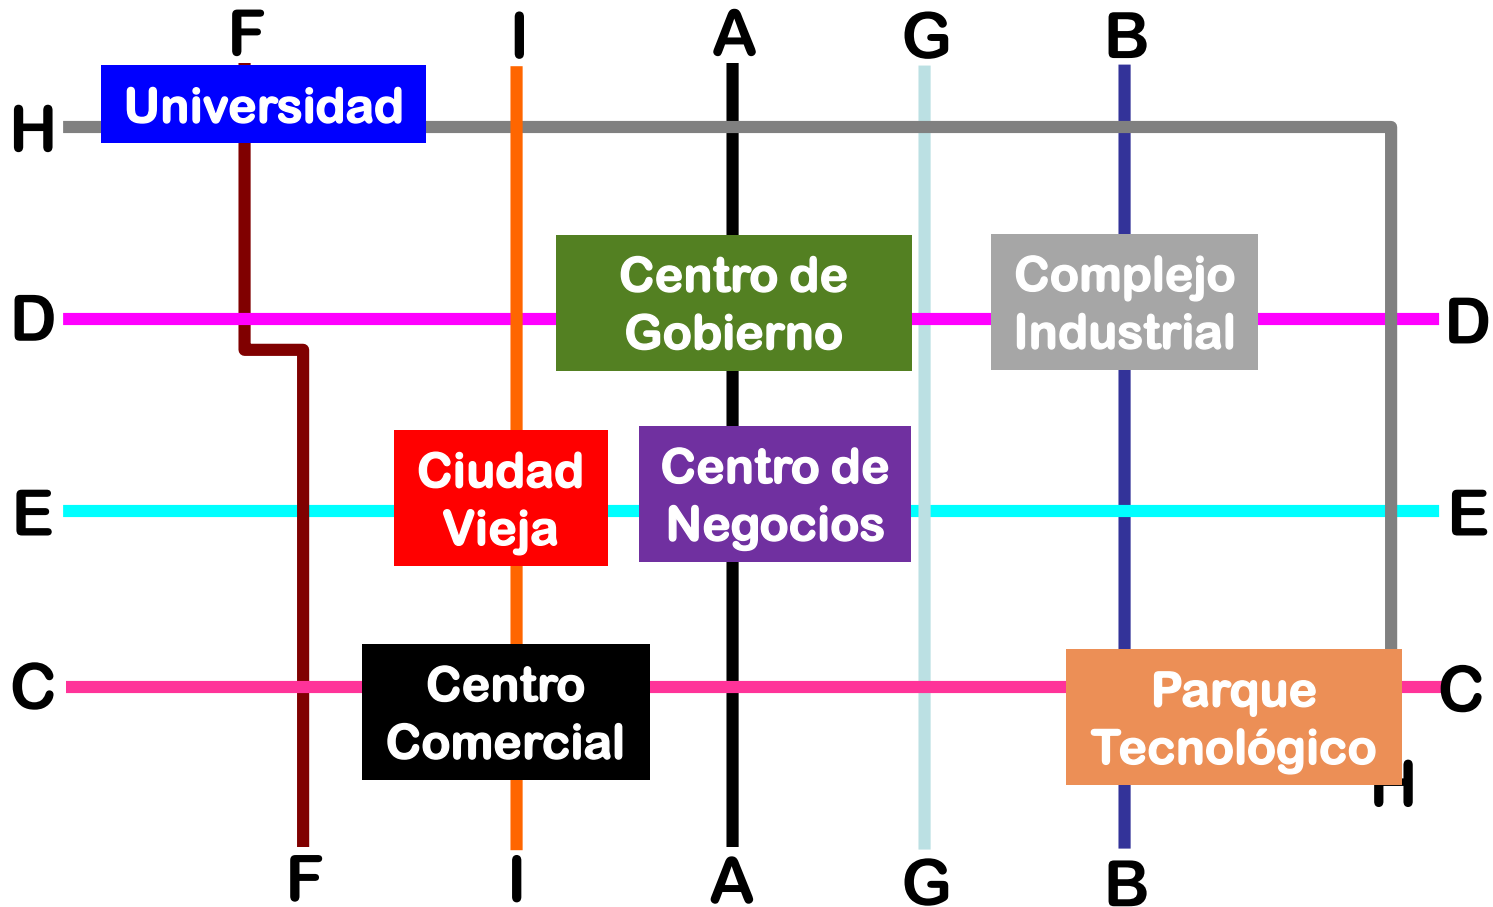 F I A G B
Universidad
H
Centro de
Gobierno
Complejo
Industrial
D D
Ciudad
Vieja
Centro de
Negocios
E E
Centro
Comercial
Parque
Tecnológico
C C
H
F I A G B